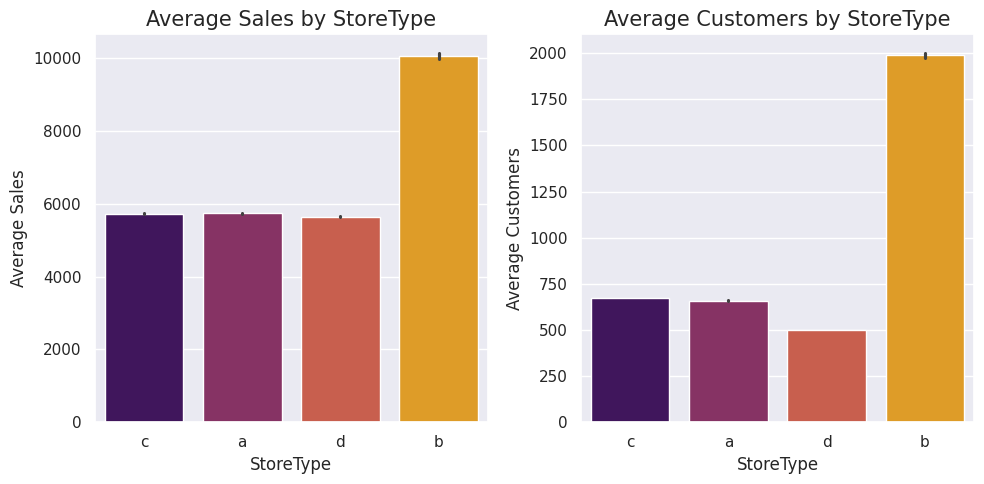 Average Sales by StoreType
Average Sales
10000
8000
6000
4000
2000
0
c a d b
StoreType
Average Customers by StoreType
Average Customers
2000
1750
1500
1250
1000
750
500
250
0
c a d b
StoreType